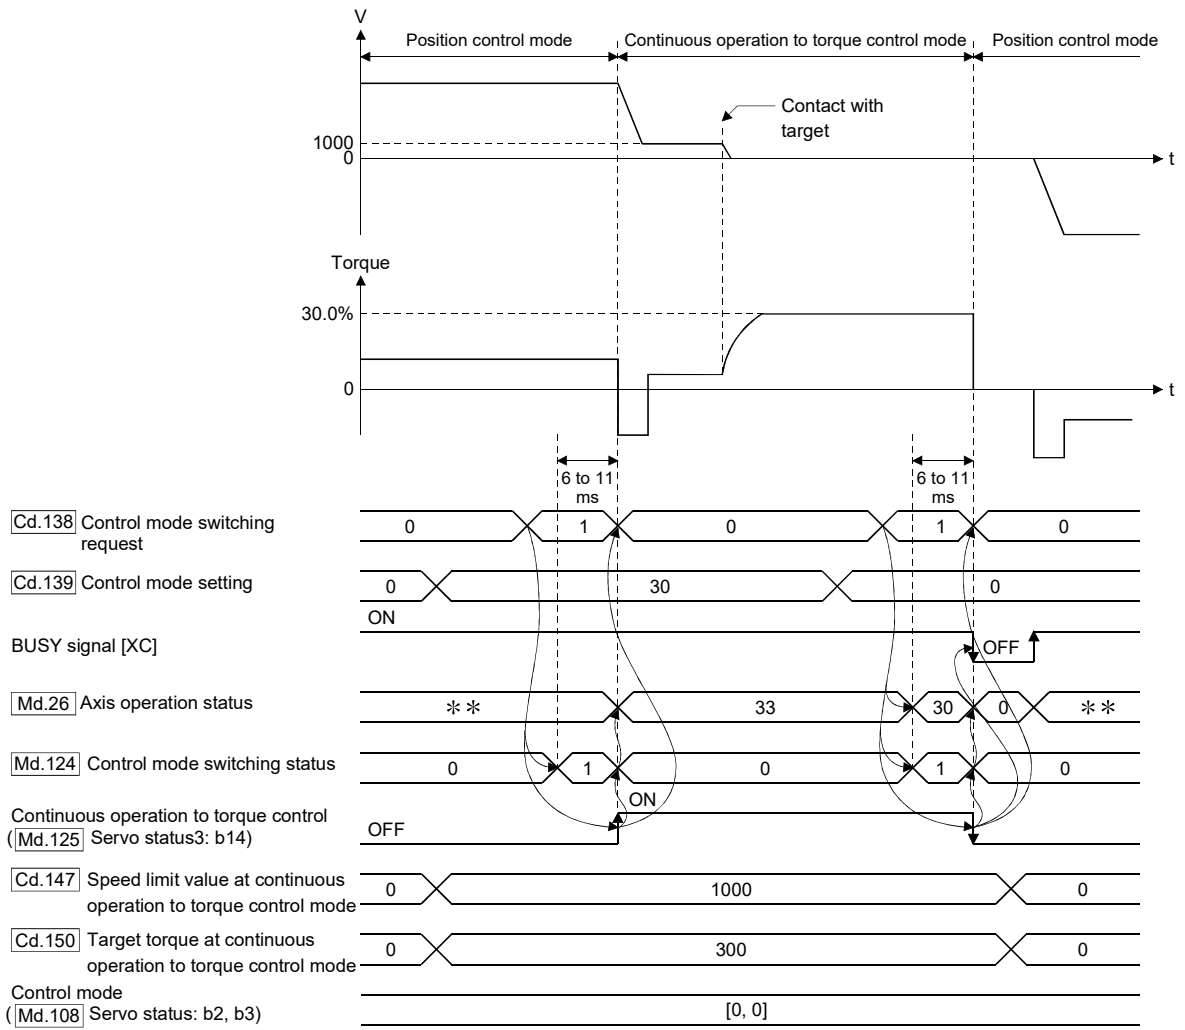 V
Position control mode
Continuous operation to torque control mode
Position control mode
Contact with
target
1000
0
t
Torque
30.0%
0
t
6 to 11
ms
6 to 11
ms
Cd.138 Control mode switching
request
0
1
0
1
0
Cd.139 Control mode setting
0
30
0
BUSY signal [XC]
ON
OFF
Md.26 Axis operation status
**
33
30
0
**
Md.124 Control mode switching status
0
1
0
1
0
Continuous operation to torque control
(Md.125 Servo status3: b14)
OFF
ON
Cd.147 Speed limit value at continuous
operation to torque control mode
0
1000
0
Cd.150 Target torque at continuous
operation to torque control mode
0
300
0
Control mode
(Md.108 Servo status: b2, b3)
[0, 0]